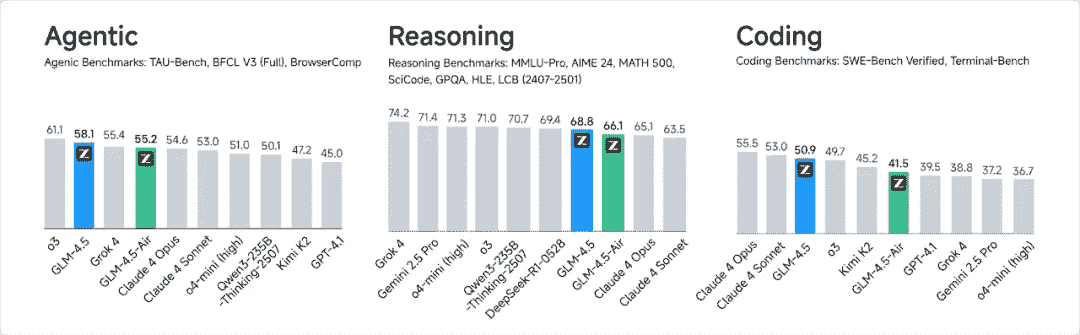 Agentic
Agenic Benchmarks: TAU-Bench, BFCL V3 (Full), BrowserComp
61.1
58.1
55.4
55.2
54.6
53.0
51.0
50.1
47.2
45.0
Z
Z
o3
GLM-4.5
Grok 4
GLM-4.5-Air
Claude 4 Opus
Claude 4 Sonnet
o4-mini (high)
Qwen3-235B
-Thinking-2507
Kimi K2
GPT-4.1
Reasoning
Reasoning Benchmarks: MMLU-Pro, AIME 24, MATH 500,
SciCode, GPQA, HLE, LCB (2407-2501)
74.2
71.4
71.3
71.0
70.7
69.4
68.8
66.1
65.1
63.5
Z
Z
Grok 4
Gemini 2.5 Pro
o4-mini (high)
o3
Qwen3-235B
-Thinking-2507
DeepSeek-R1-0528
GLM-4.5
GLM-4.5-Air
Claude 4 Opus
Claude 4 Sonnet
Coding
Coding Benchmarks: SWE-Bench Verified, Terminal-Bench
55.5
53.0
50.9
49.7
45.2
41.5
39.5
38.8
37.2
36.7
Z
Z
Claude 4 Opus
Claude 4 Sonnet
GLM-4.5
o3
Kimi K2
GLM-4.5-Air
GPT-4.1
Grok 4
Gemini 2.5 Pro
o4-mini (high)